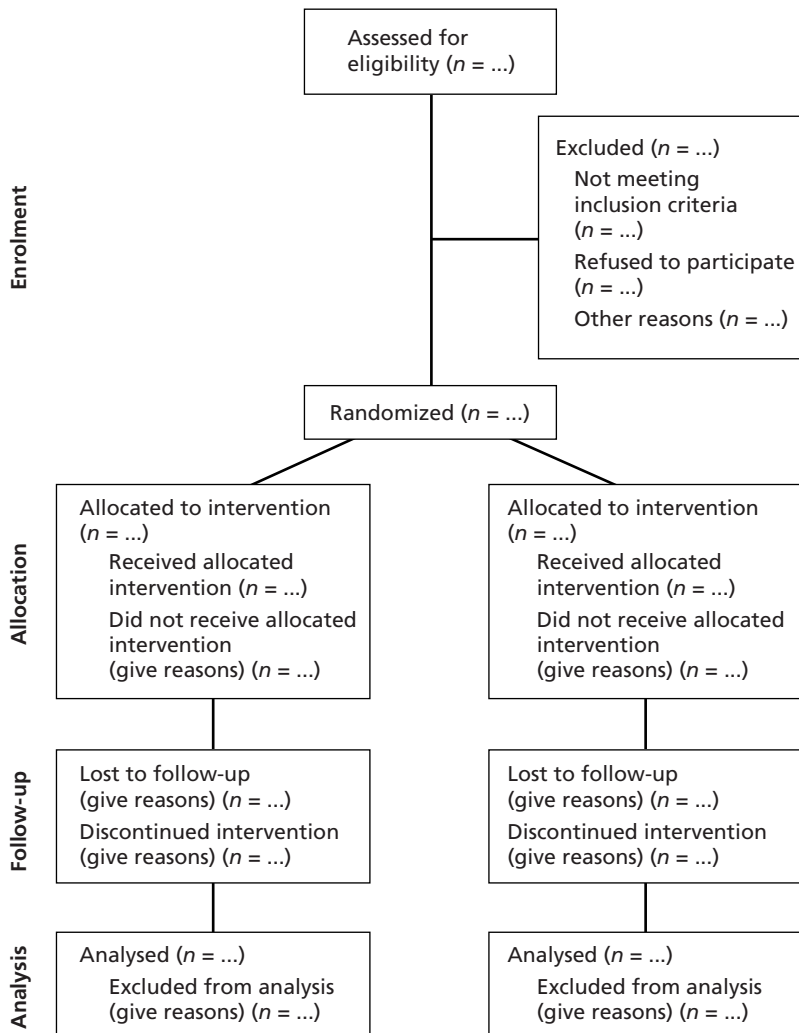 Assessed for
eligibility (n = ...)
Enrolment
Excluded (n = ...)
Not meeting
inclusion criteria
(n = ...)
Refused to participate
(n = ...)
Other reasons (n = ...)
Randomized (n = ...)
Allocation
Allocated to intervention
(n = ...)
Received allocated
intervention (n = ...)
Did not receive allocated
intervention
(give reasons) (n = ...)
Allocated to intervention
(n = ...)
Received allocated
intervention (n = ...)
Did not receive allocated
intervention
(give reasons) (n = ...)
Follow-up
Lost to follow-up
(give reasons) (n = ...)
Discontinued intervention
(give reasons) (n = ...)
Lost to follow-up
(give reasons) (n = ...)
Discontinued intervention
(give reasons) (n = ...)
Analysis
Analysed (n = ...)
Excluded from analysis
(give reasons) (n = ...)
Analysed (n = ...)
Excluded from analysis
(give reasons) (n = ...)